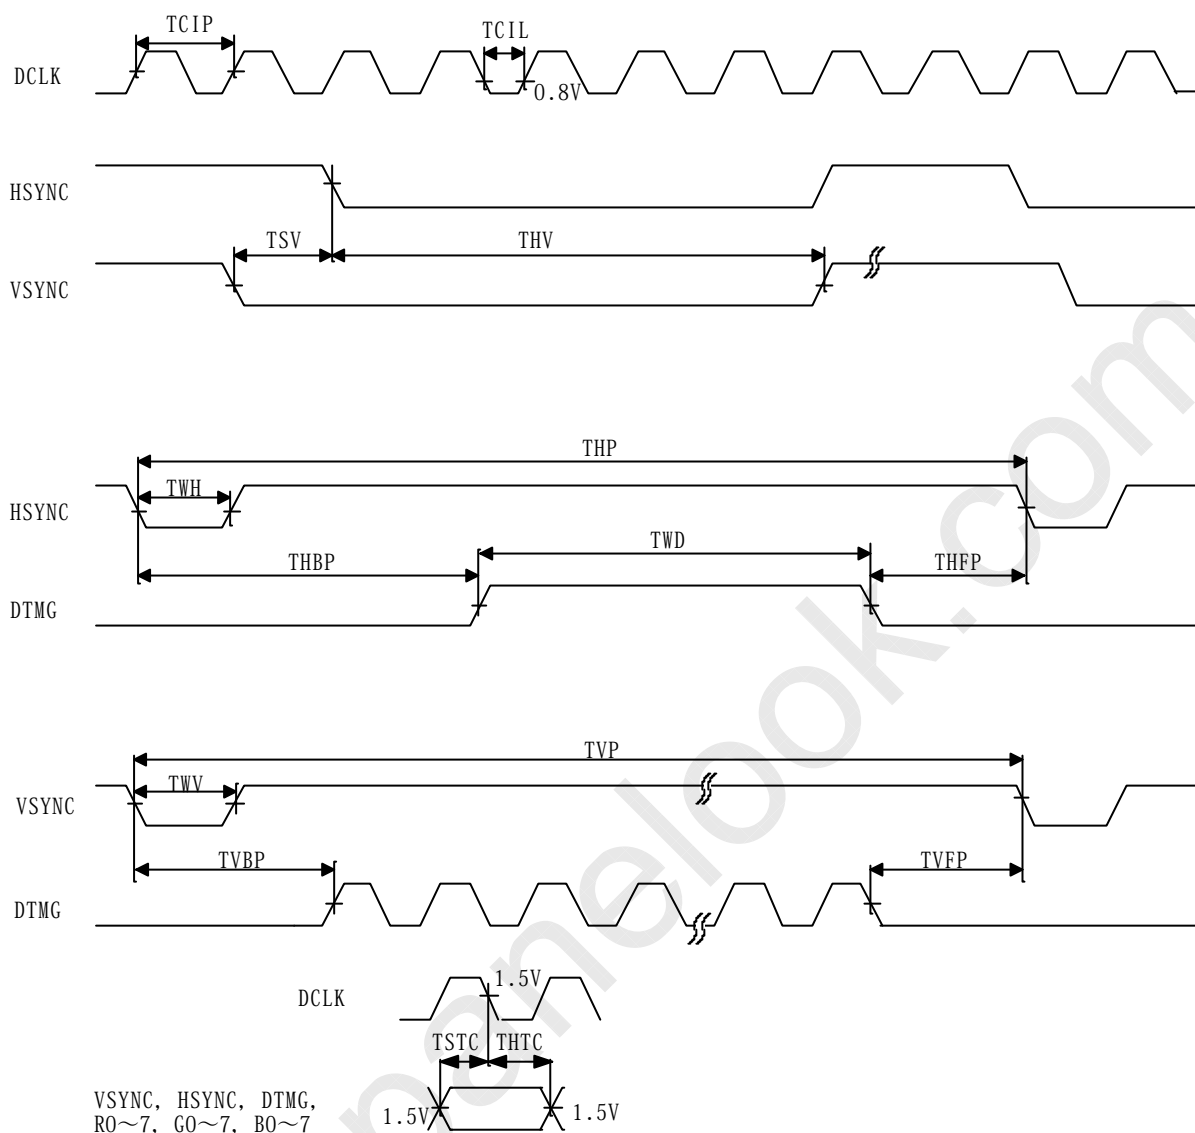 TCIP
TCIL
DCLK
0.8V
HSYNC
TSV THV
VSYNC
THP
TWH
HSYNC
TWD
THBP THFP
DTMG
TVP
TWV
VSYNC
TVBP TVFP
DTMG
1.5V
DCLK
TSTC THTC
VSYNC, HSYNC, DTMG,
1.5V 1.5V
R0~7, G0~7, B0~7
panelook.com